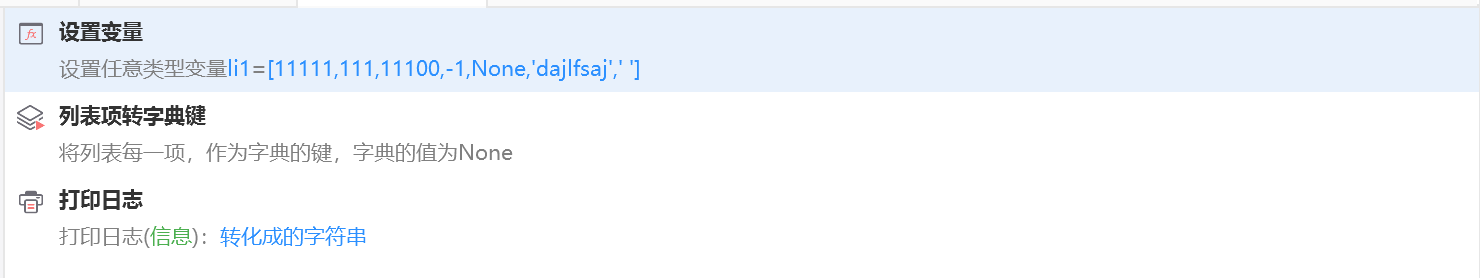 设置变量
设置任意类型变量li1=[11111,111,11100,-1,None,'dajlfsaj',' ']
列表项转字典键
将列表每一项，作为字典的键，字典的值为None
打印日志
打印日志(信息)：转化成的字符串